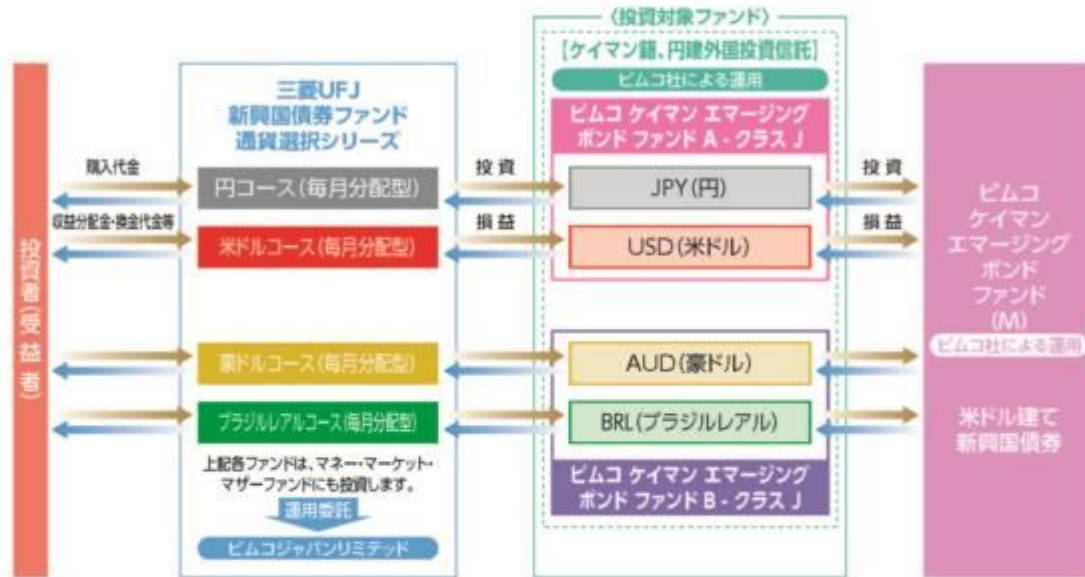 〈投資対象ファンド〉
【ケイマン籍、円建外国投資信託】
ピムコ社による運用
三菱UFJ
新興国債券ファンド
通貨選択シリーズ
ピムコ ケイマン エマージング
ボンド ファンド A - クラス J
購入代金
投資
投資
円コース(毎月分配型)
JPY(円)
収益分配金・換金代金等
損益
損益
米ドルコース(毎月分配型)
USD(米ドル)
投資者(受益者)
豪ドルコース(毎月分配型)
AUD(豪ドル)
ブラジルレアルコース(毎月分配型)
BRL(ブラジルレアル)
上記各ファンドは、マネー・マーケット・
マザーファンドにも投資します。
運用委託
ピムコジャパンリミテッド
ピムコ ケイマン エマージング
ボンド ファンド B - クラス J
ピムコ
ケイマン
エマージング
ボンド
ファンド
(M)
ピムコ社による運用
米ドル建て
新興国債券